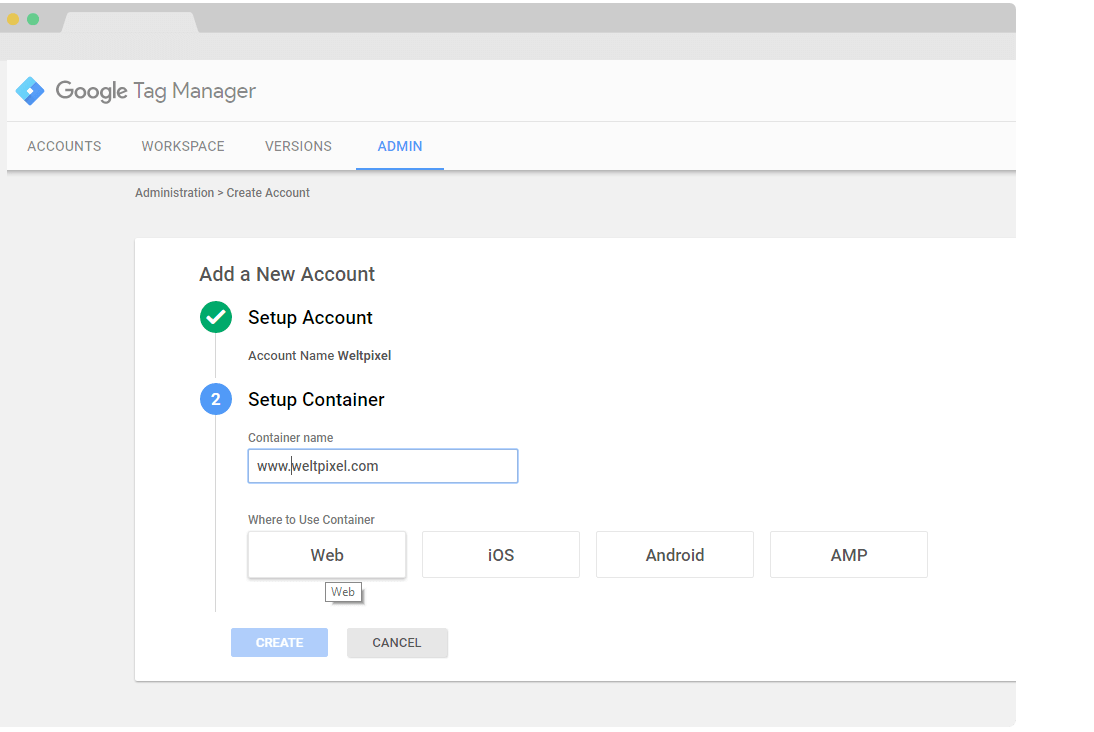 Google Tag Manager
ACCOUNTS WORKSPACE VERSIONS ADMIN
Administration > Create Account
Add a New Account
Setup Account
Account Name Weltpixel
2 Setup Container
Container name
www.weltpixel.com
Where to Use Container
Web iOS Android AMP
Web
CREATE CANCEL